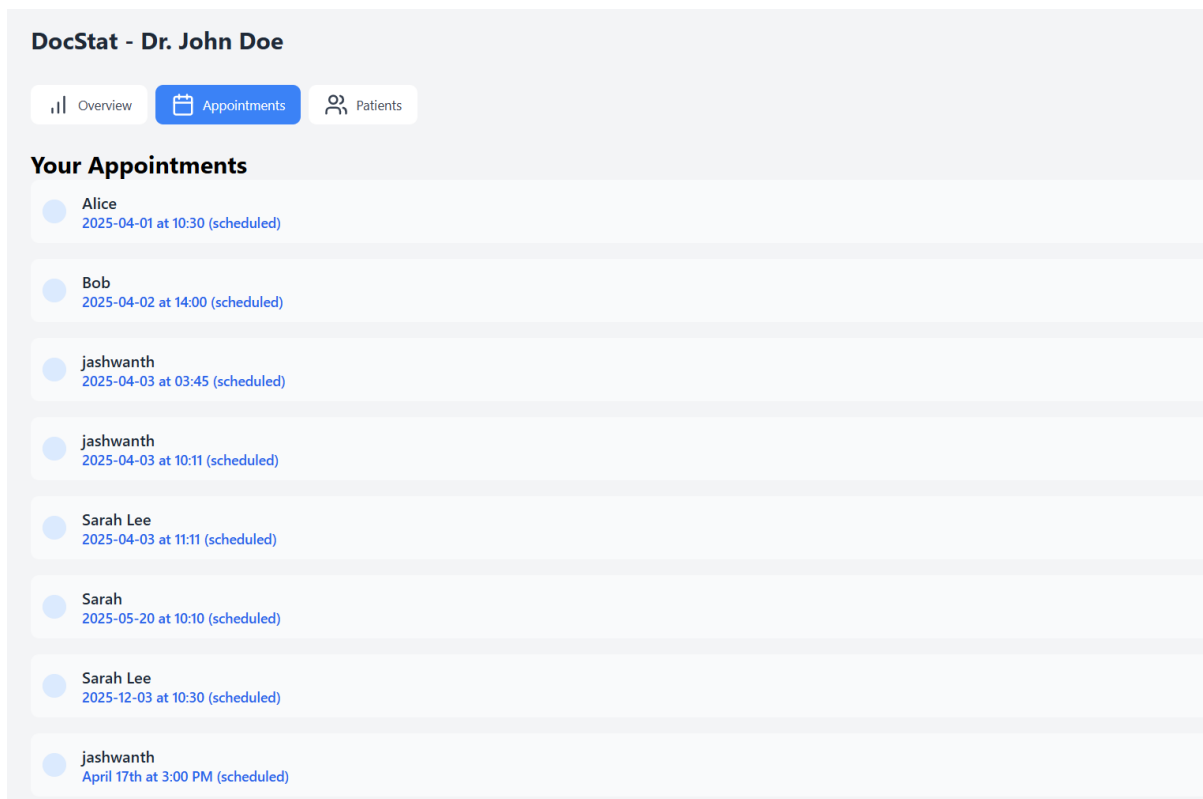 DocStat - Dr. John Doe
Overview
Appointments
Patients
Your Appointments
Alice
2025-04-01 at 10:30 (scheduled)
Bob
2025-04-02 at 14:00 (scheduled)
jashwanth
2025-04-03 at 03:45 (scheduled)
jashwanth
2025-04-03 at 10:11 (scheduled)
Sarah Lee
2025-04-03 at 11:11 (scheduled)
Sarah
2025-05-20 at 10:10 (scheduled)
Sarah Lee
2025-12-03 at 10:30 (scheduled)
jashwanth
April 17th at 3:00 PM (scheduled)